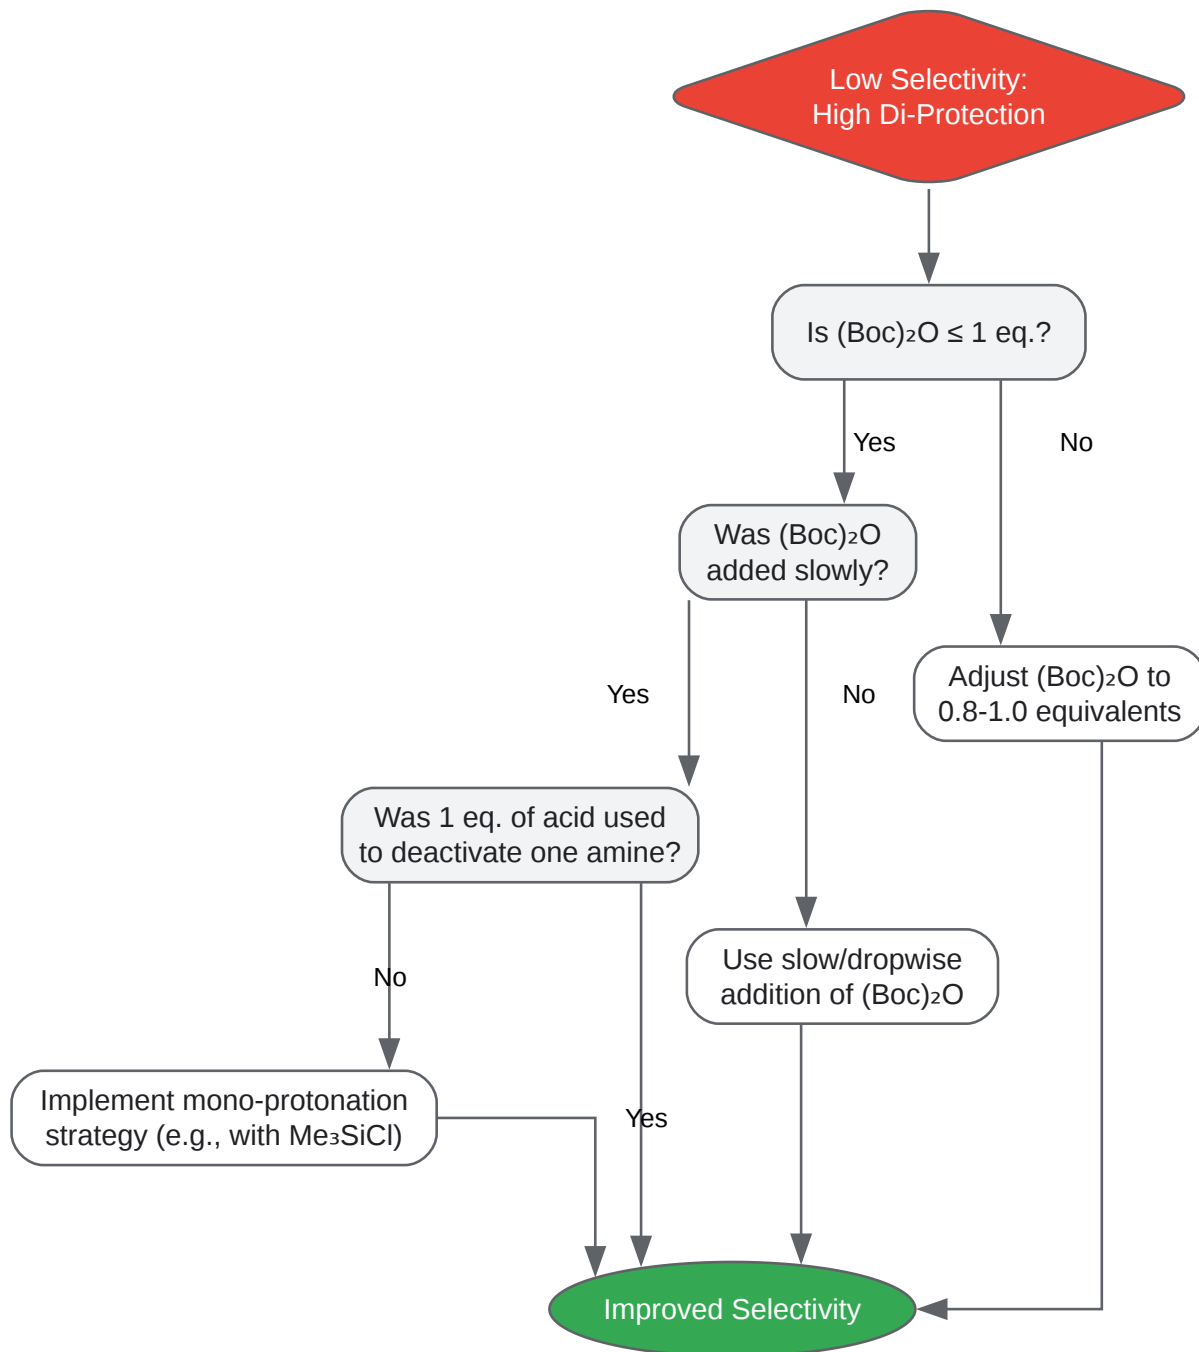 Low Selectivity:
High Di-Protection
Is (Boc)₂O ≤ 1 eq.?
Yes
No
Was (Boc)₂O
added slowly?
Yes
No
Adjust (Boc)₂O to
0.8-1.0 equivalents
Was 1 eq. of acid used
to deactivate one amine?
No
Use slow/dropwise
addition of (Boc)₂O
Implement mono-protonation
strategy (e.g., with Me₃SiCl)
Yes
Improved Selectivity